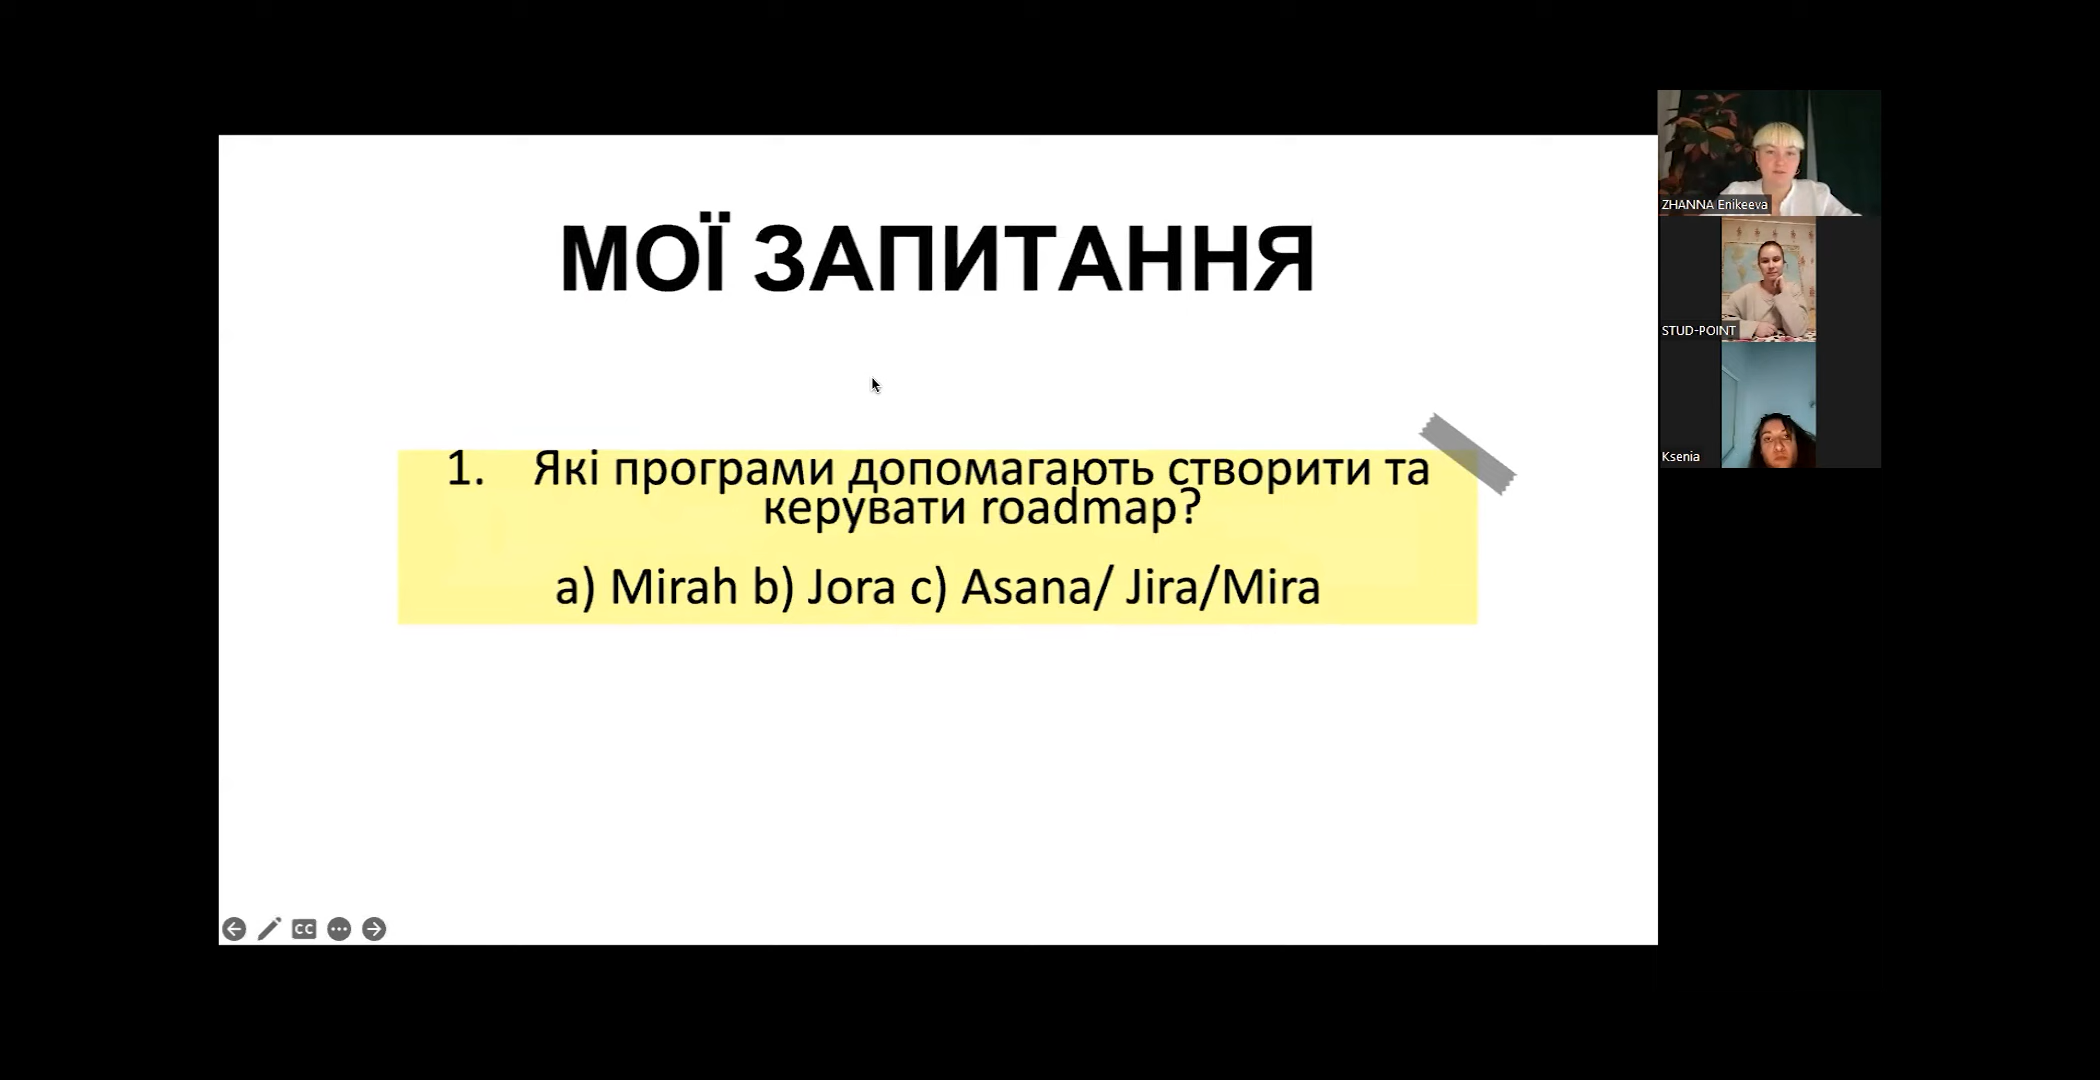 МОЇ ЗАПИТАННЯ
1. Які програми допомагають створити та
керувати roadmap?
a) Mirah b) Jora c) Asana/ Jira/Mira
CC
ZHANNA Enikeeva
STUD-POINT
Ksenia